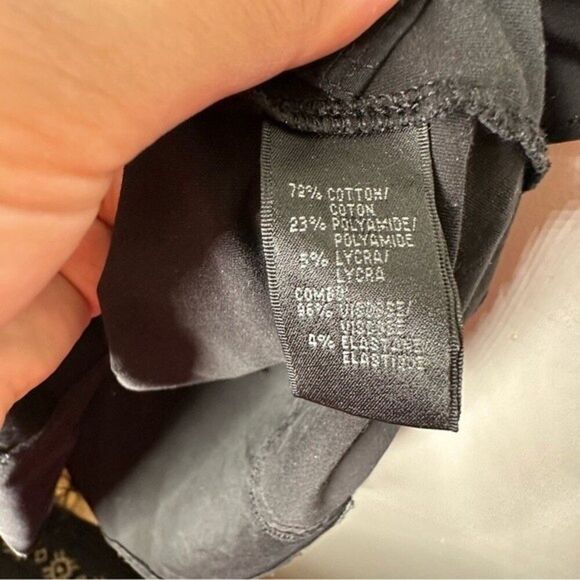 72% COTTON/
COTON
23% POLYAMIDE/
POLYAMIDE
5% LYCRA/
LYCRA
COMBO:
96% VISCOSE/
VISCOSE
4% ELASTANE/
ELASTIQUE